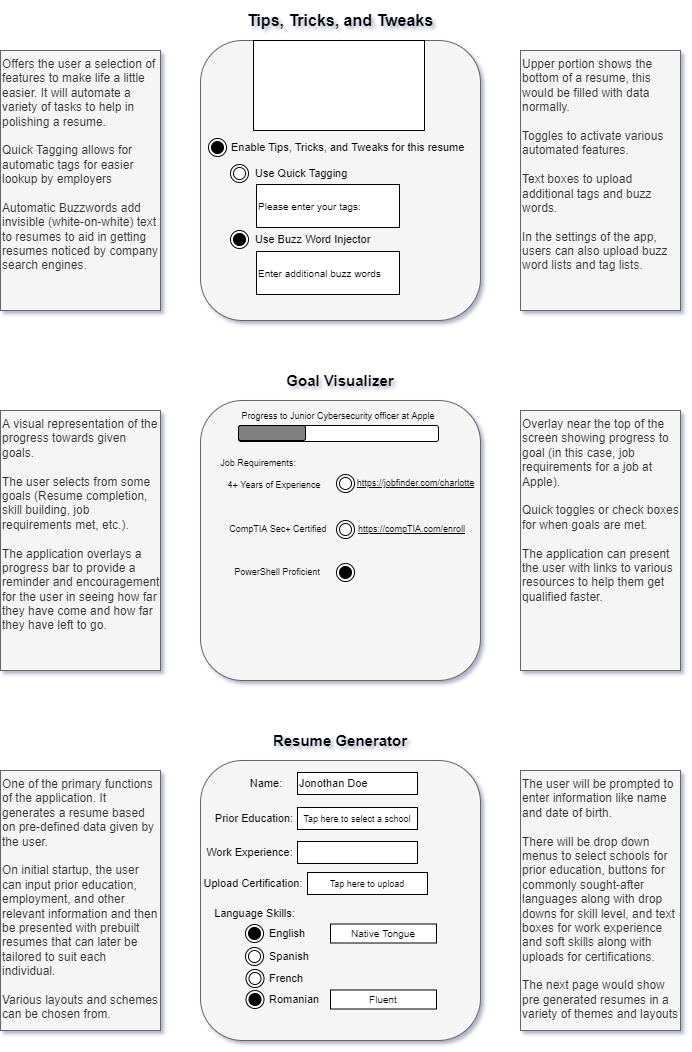 Tips, Tricks, and Tweaks
Offers the user a selection of
features to make life a little
easier. It will automate a
variety of tasks to help in
polishing a resume.
Quick Tagging allows for
automatic tags for easier
lookup by employers
Automatic Buzzwords add
invisible (white-on-white) text
to resumes to aid in getting
resumes noticed by company
search engines.
Enable Tips, Tricks, and Tweaks for this resume
Use Quick Tagging
Please enter your tags:
Use Buzz Word Injector
Enter additional buzz words
Upper portion shows the
bottom of a resume, this
would be filled with data
normally.
Toggles to activate various
automated features.
Text boxes to upload
additional tags and buzz
words.
In the settings of the app,
users can also upload buzz
word lists and tag lists.
Goal Visualizer
A visual representation of the
progress towards given
goals.
The user selects from some
goals (Resume completion,
skill building, job
requirements met, etc.).
The application overlays a
progress bar to provide a
reminder and encouragement
for the user in seeing how far
they have come and how far
they have left to go.
Progress to Junior Cybersecurity officer at Apple
Job Requirements:
4+ Years of Experience https://jobfinder.com/charlotte
CompTIA Sec+ Certified https://compTIA.com/enroll
PowerShell Proficient
Overlay near the top of the
screen showing progress to
goal (in this case, job
requirements for a job at
Apple).
Quick toggles or check boxes
for when goals are met.
The application can present
the user with links to various
resources to help them get
qualified faster.
Resume Generator
One of the primary functions
of the application. It
generates a resume based
on pre-defined data given by
the user.
On initial startup, the user
can input prior education,
employment, and other
relevant information and then
be presented with prebuilt
resumes that can later be
tailored to suit each
individual.
Various layouts and schemes
can be chosen from.
Name: Jonothan Doe
Prior Education: Tap here to select a school
Work Experience:
Upload Certification: Tap here to upload
Language Skills:
English Native Tongue
Spanish
French
Romanian Fluent
The user will be prompted to
enter information like name
and date of birth.
There will be drop down
menus to select schools for
prior education, buttons for
commonly sought-after
languages along with drop
downs for skill level, and text
boxes for work experience
and soft skills along with
uploads for certifications.
The next page would show
pre generated resumes in a
variety of themes and layouts